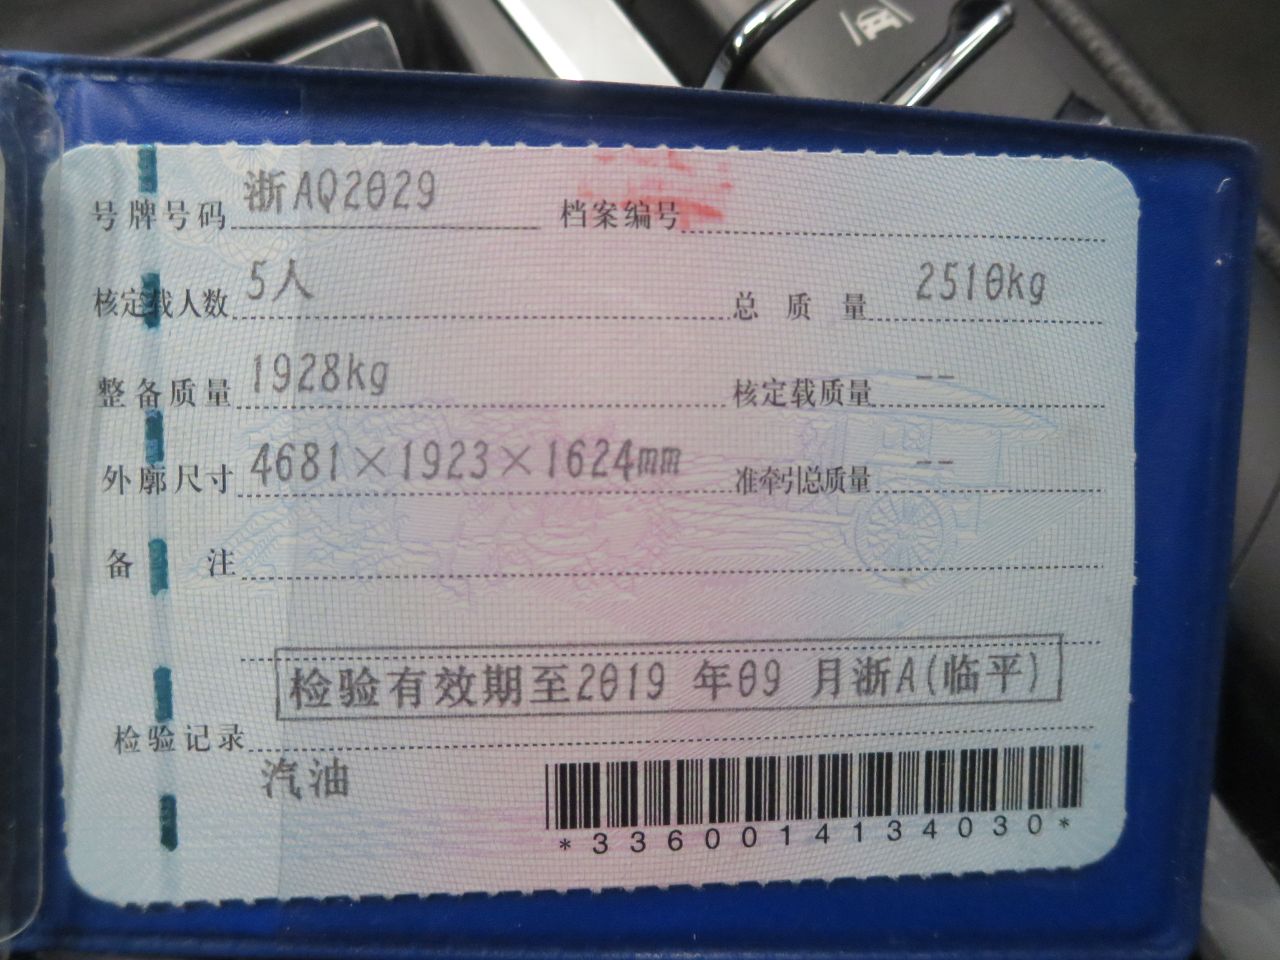 号牌号码 浙AQ2029 档案编号
核定载人数 5人 总质量 2510kg
整备质量 1928kg 核定载质量 --
外廓尺寸 4681×1923×1624mm 准牵引总质量 --
备注
检验有效期至2019 年09 月浙A(临平)
检验记录
汽油
*3360014134030*